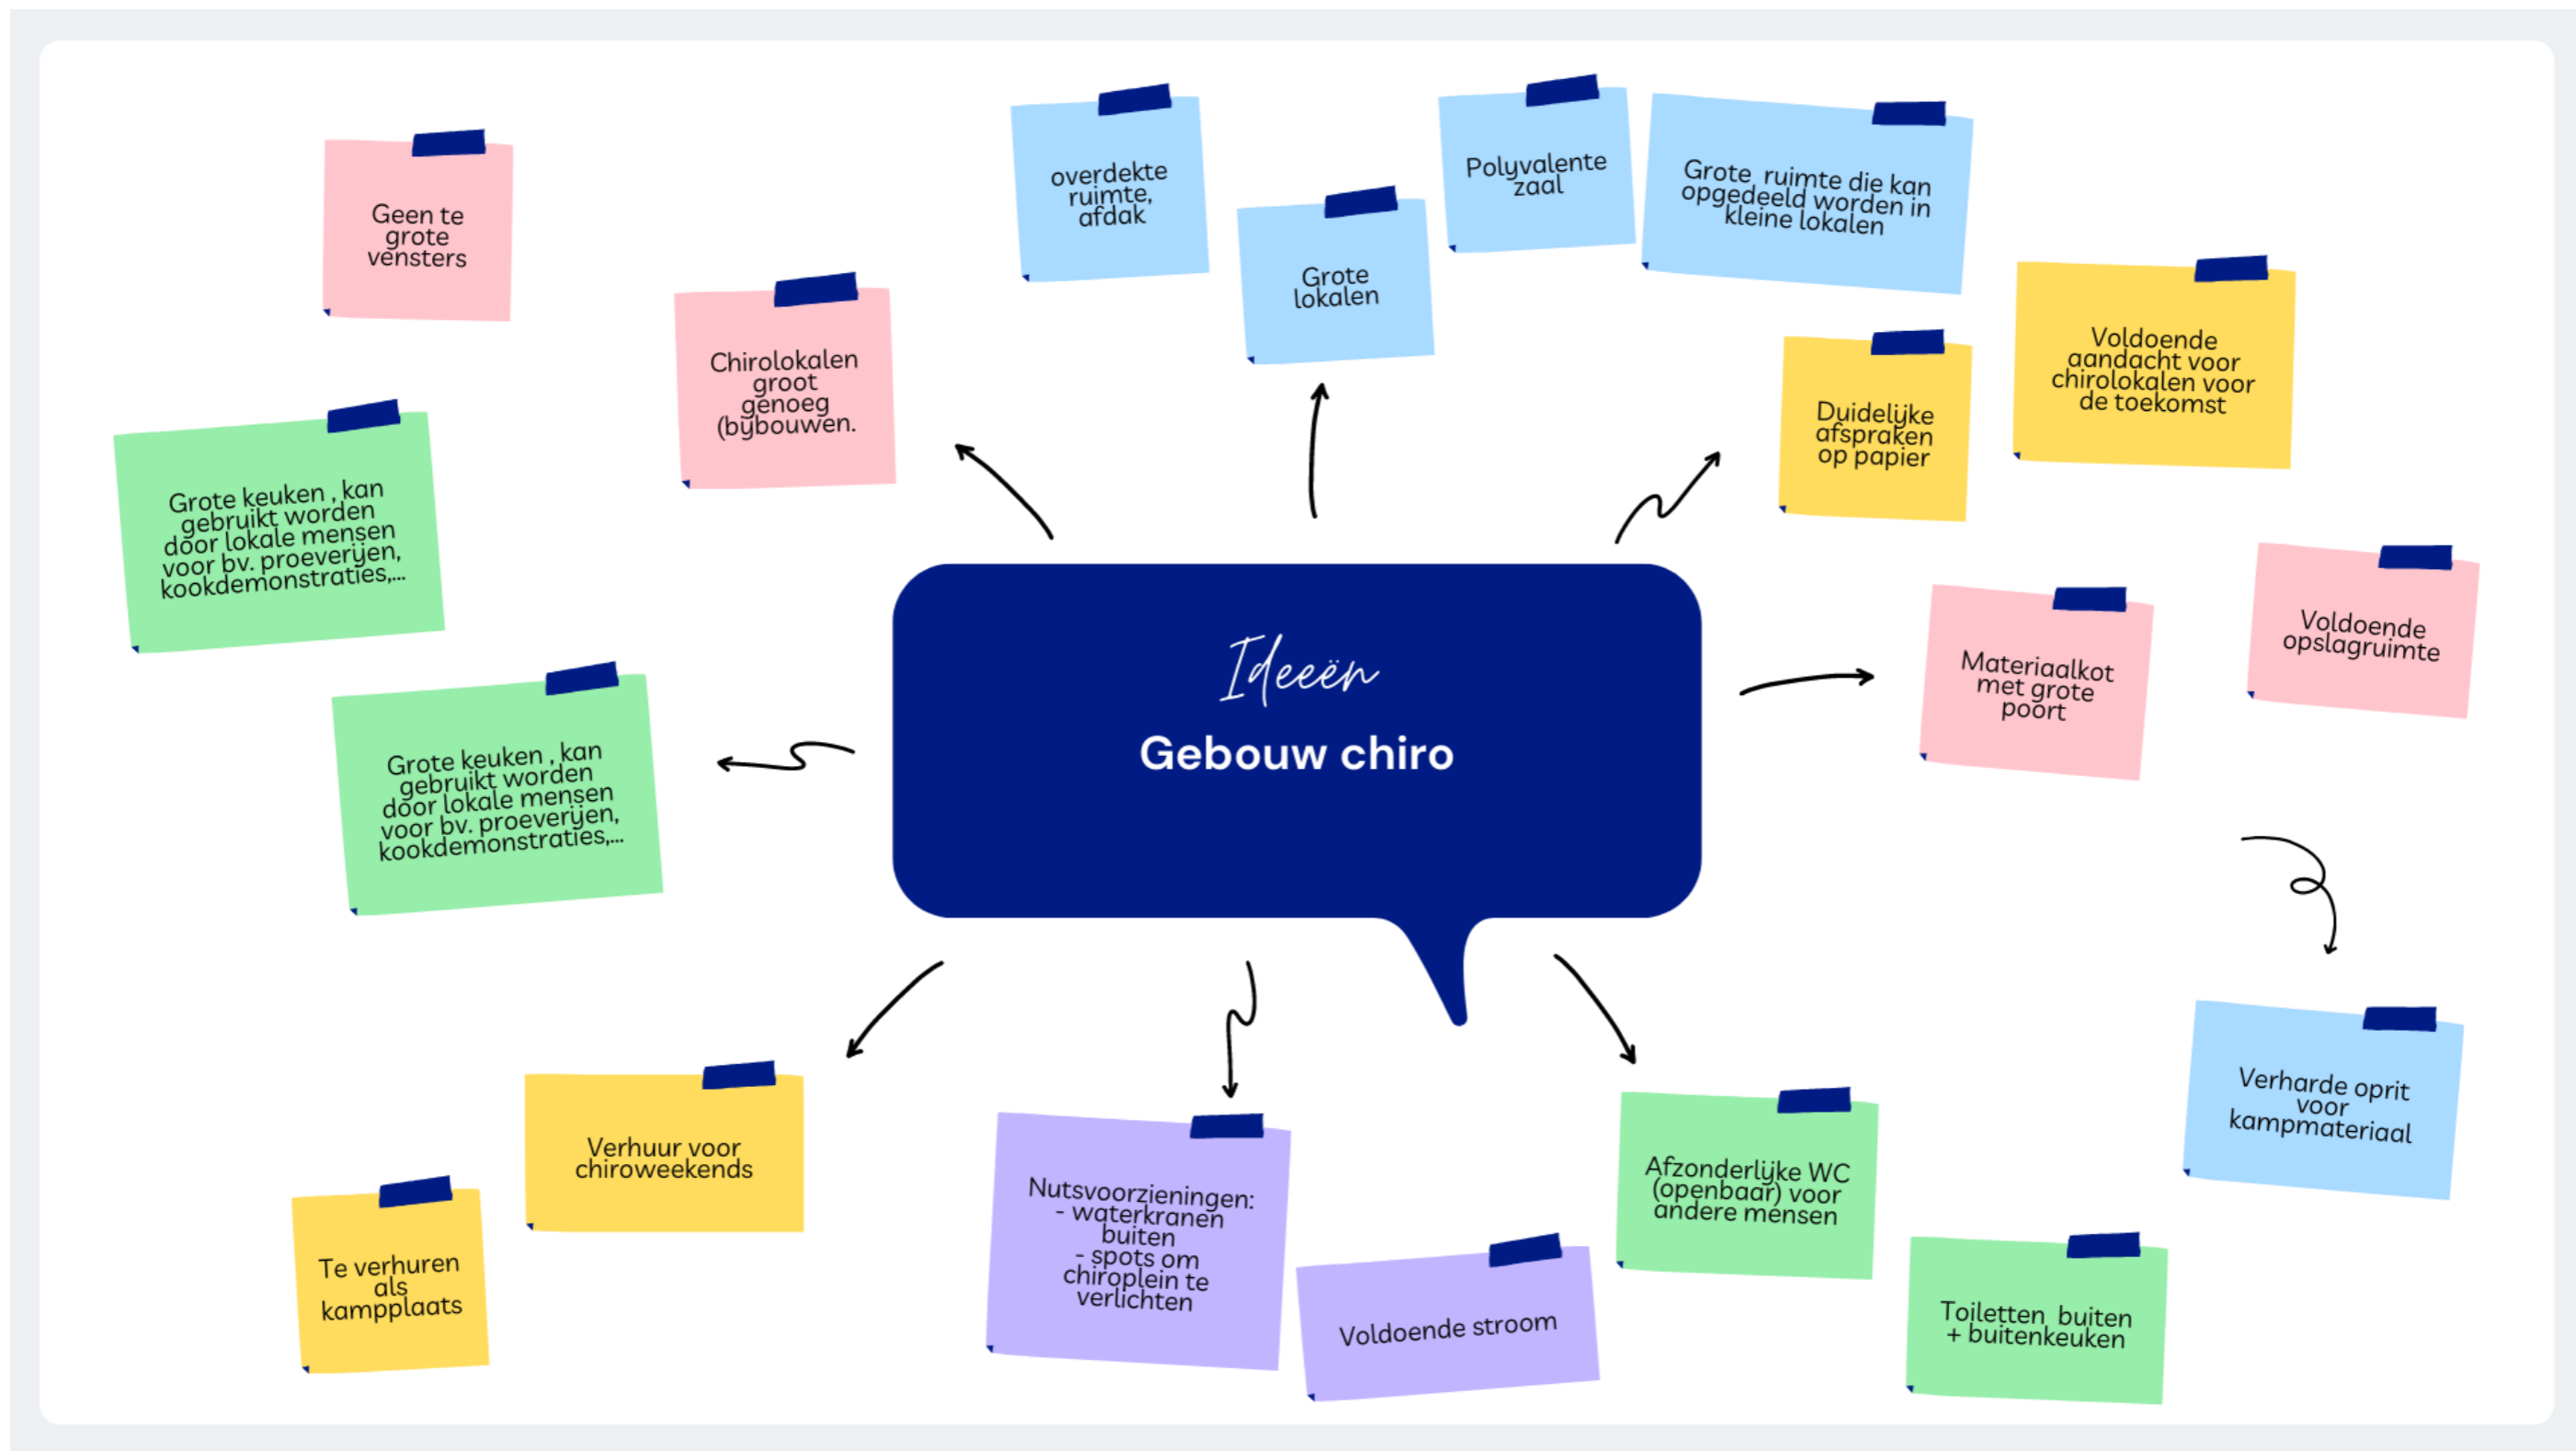 Geen te
grote
vensters
Chirolokalen
groot
genoeg
(bijbouwen.
overdekte
ruimte,
afdak
Grote
lokalen
Polyvalente
zaal
Grote ruimte die kan
opgedeeld worden in
kleine lokalen
Voldoende
aandacht voor
chirolokalen voor
de toekomst
Duidelijke
afspraken
op papier
Grote keuken , kan
gebruikt worden
door lokale mensen
voor bv. proeverijen,
kookdemonstraties,...
Grote keuken , kan
gebruikt worden
door lokale mensen
voor bv. proeverijen,
kookdemonstraties,...
Ideeën
Gebouw chiro
Materiaalkot
met grote
poort
Voldoende
opslagruimte
Verharde oprit
voor
kampmateriaal
Verhuur voor
chiroweekends
Te verhuren
als
kampplaats
Nutsvoorzieningen:
- waterkranen
buiten
- spots om
chiroplein te
verlichten
Voldoende stroom
Afzonderlijke WC
(openbaar) voor
andere mensen
Toiletten buiten
+ buitenkeuken